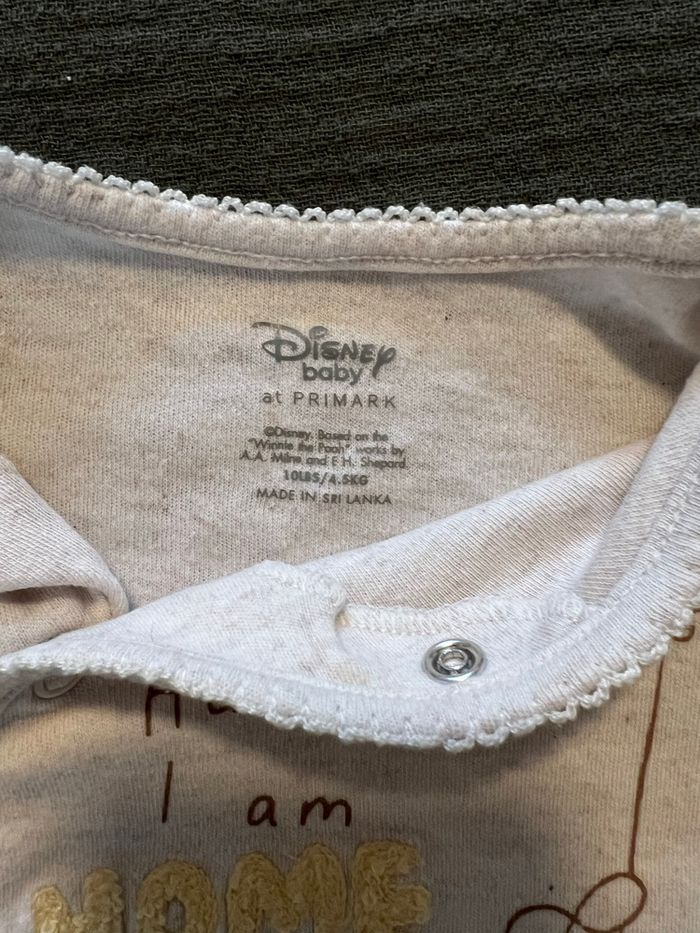 Disney
baby
at PRIMARK
©Disney. Based on the
"Winnie the Pooh" works by
A.A. Milne and E.H. Shepard
10LBS/4.5KG
MADE IN SRI LANKA
I am
HOME